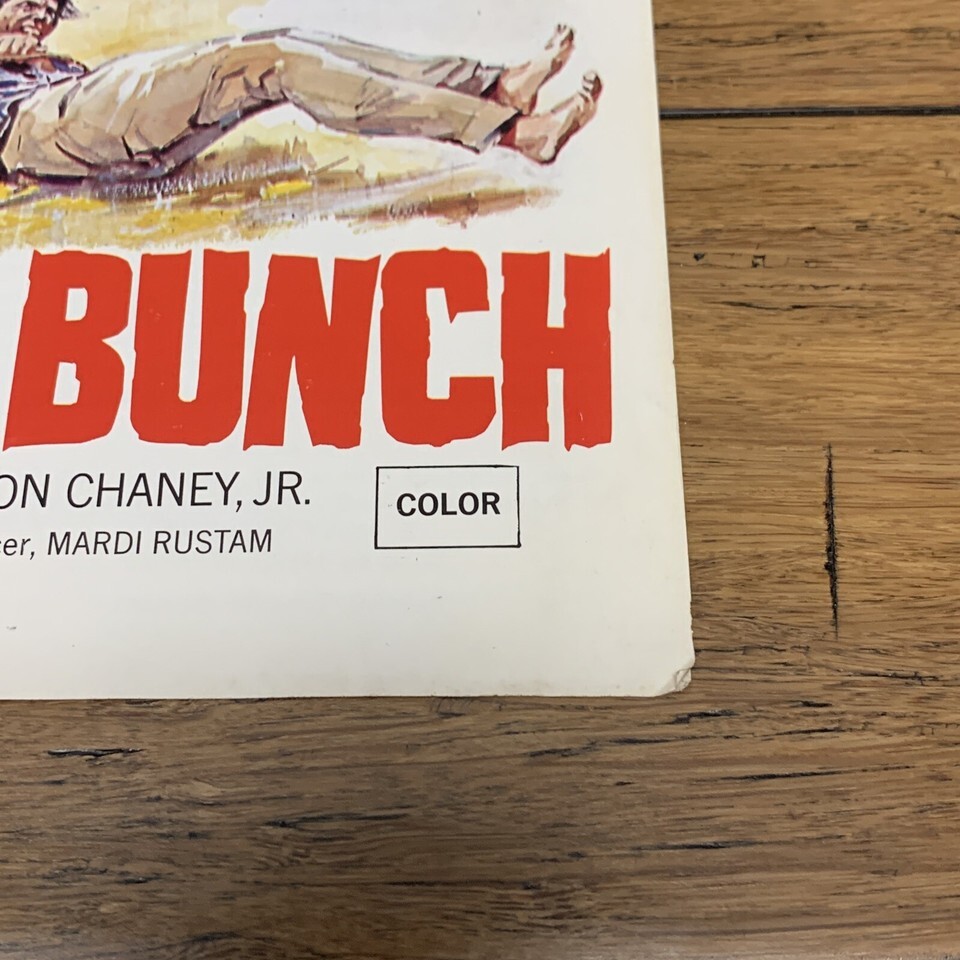 BUNCH
ON CHANEY, JR.
COLOR
cer, MARDI RUSTAM